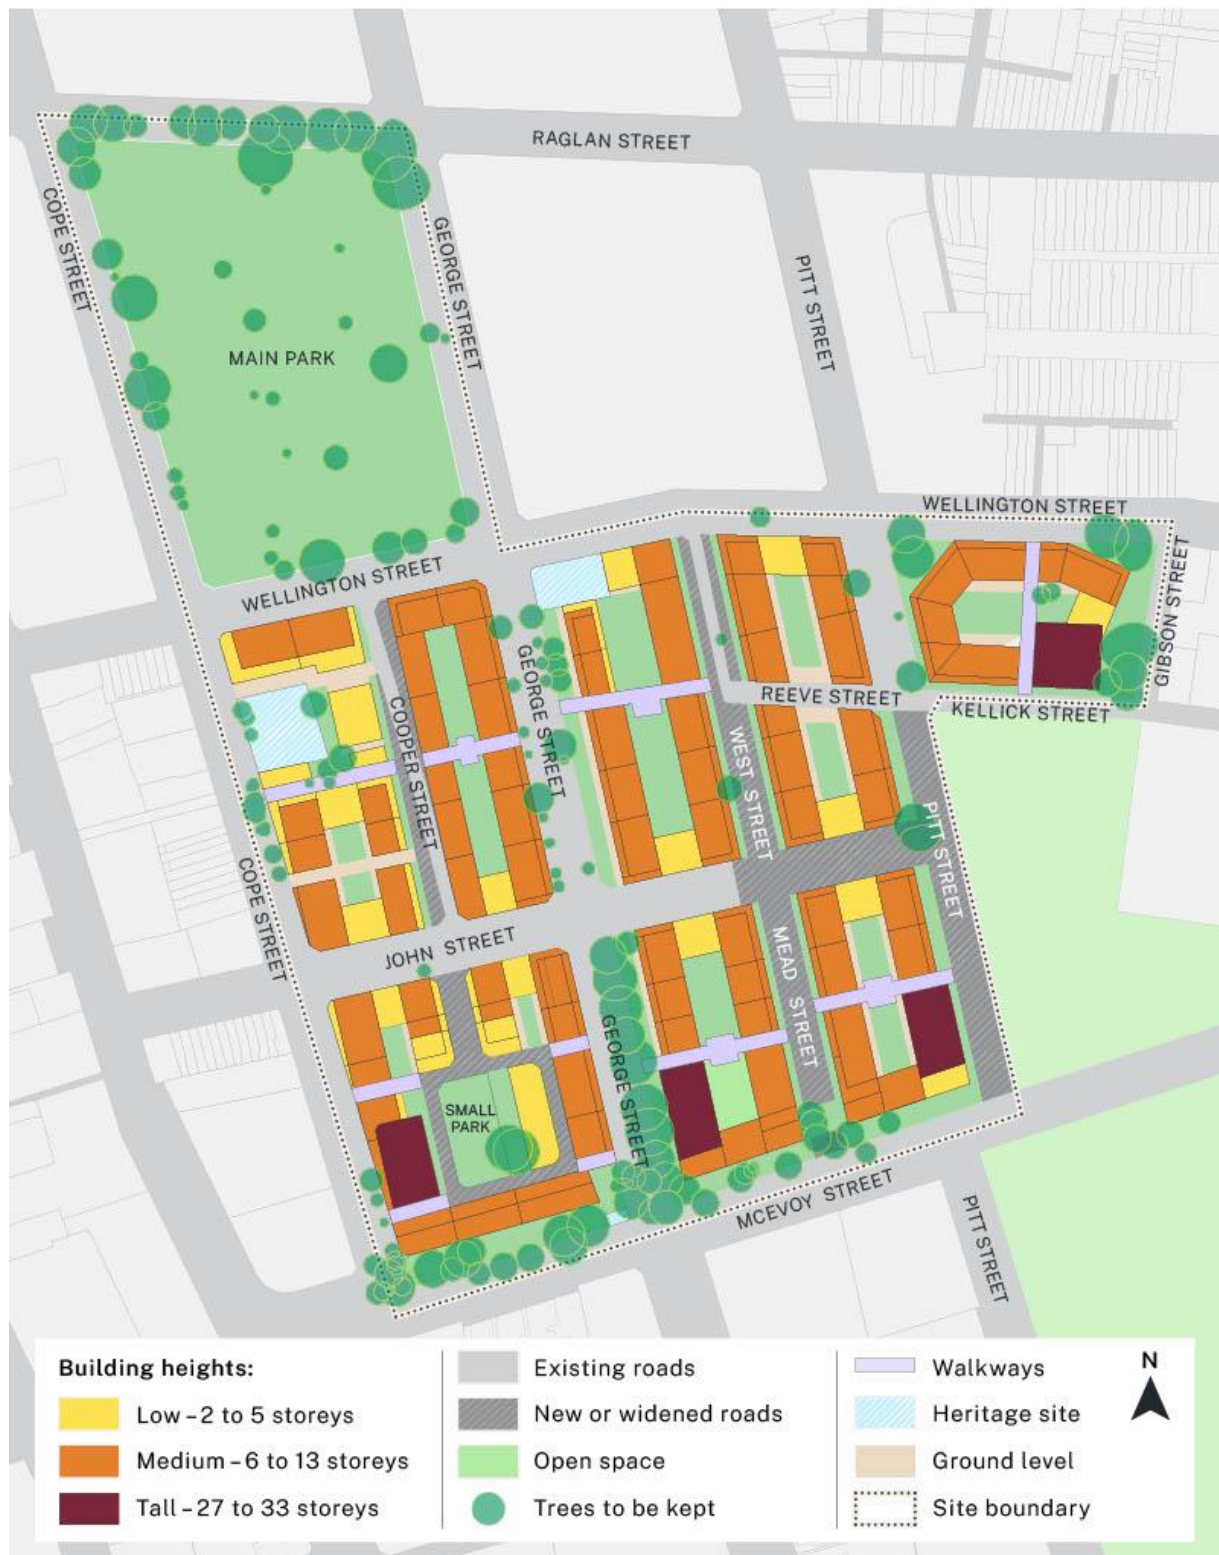 RAGLAN STREET
COPE STREET
GEORGE STREET
PITT STREET
MAIN PARK
WELLINGTON STREET
WELLINGTON STREET
GIBSON STREET
GEORGE STREET
REEVE STREET
KELLICK STREET
COOPER STREET
WEST STREET
PITT STREET
COPE STREET
JOHN STREET
MEAD STREET
GEORGE STREET
SMALL
PARK
MCEVOY STREET
PITT STREET
Building heights:
Low – 2 to 5 storeys
Medium – 6 to 13 storeys
Tall – 27 to 33 storeys
Existing roads
New or widened roads
Open space
Trees to be kept
Walkways
Heritage site
Ground level
Site boundary
N